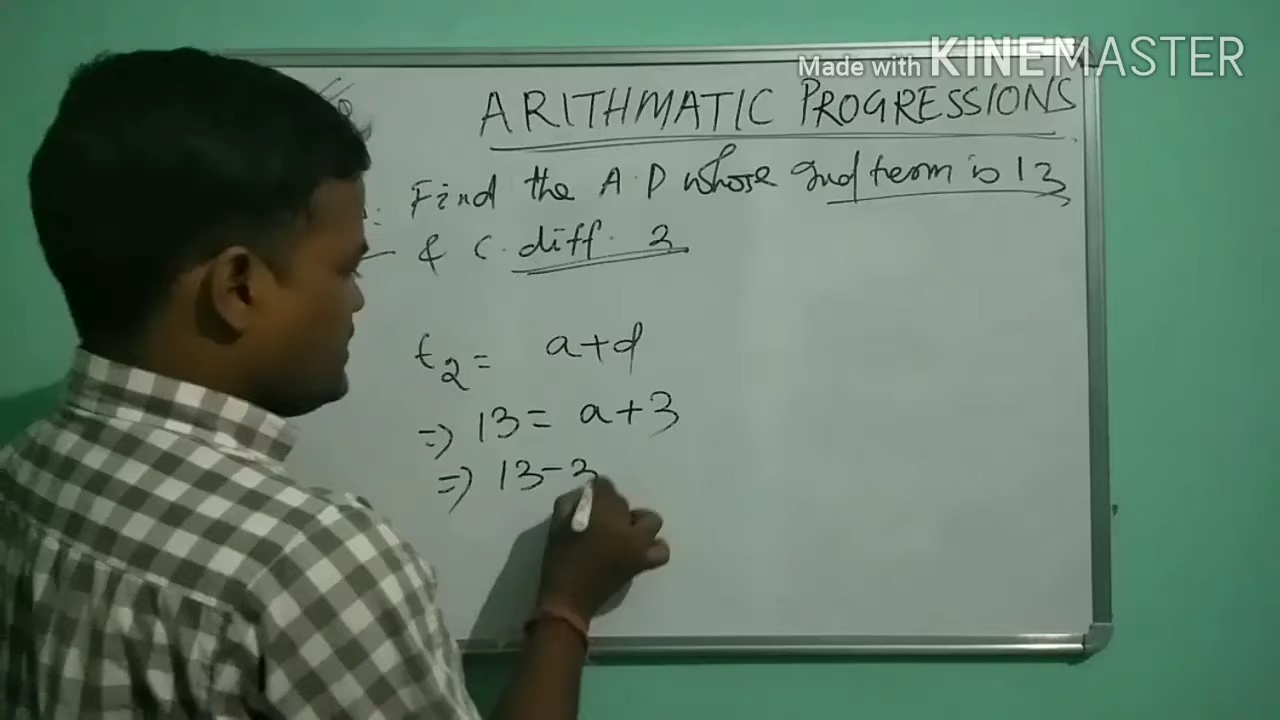 Made with KINEMASTER
ARITHMATIC PROGRESSIONS
Find the A.P whose 2nd term is 13
& C. diff. 3
t2 = a+d
=> 13 = a+3
=> 13-3